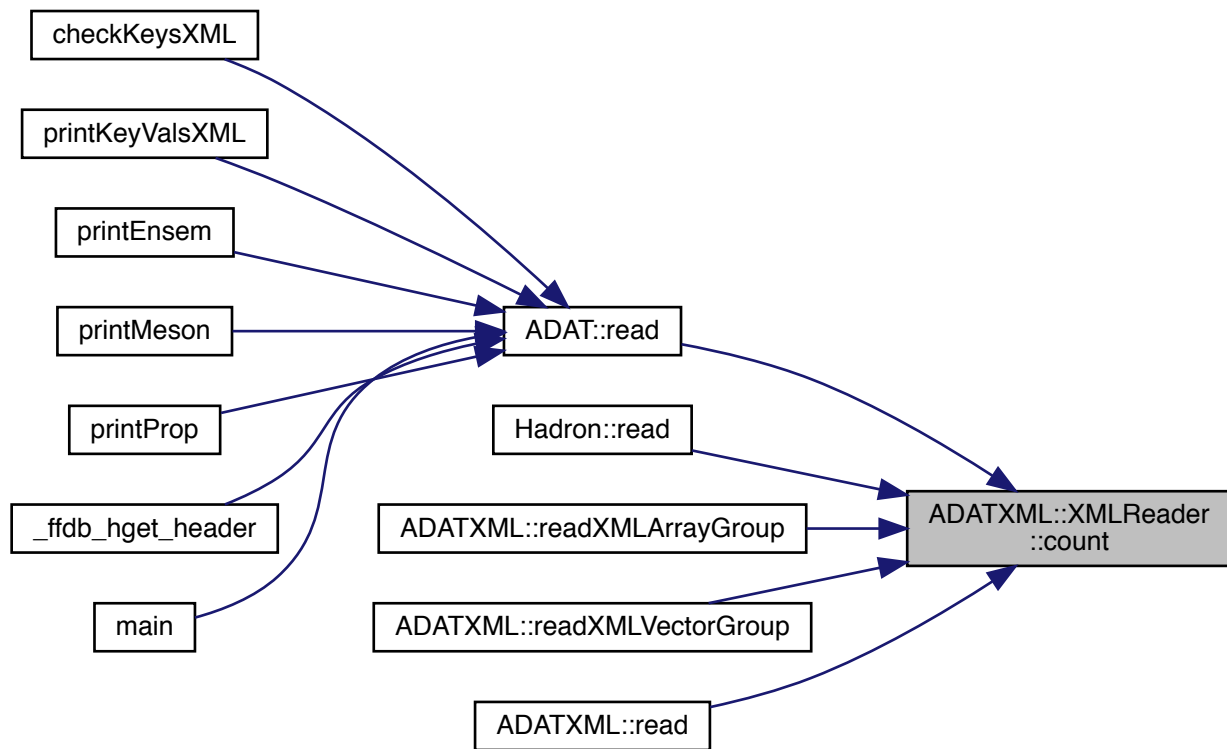 checkKeysXML
printKeyValsXML
printEnsem
printMeson
printProp
_ffdb_hget_header
main
ADAT::read
Hadron::read
ADATXML::readXMLArrayGroup
ADATXML::readXMLVectorGroup
ADATXML::read
ADATXML::XMLReader
::count